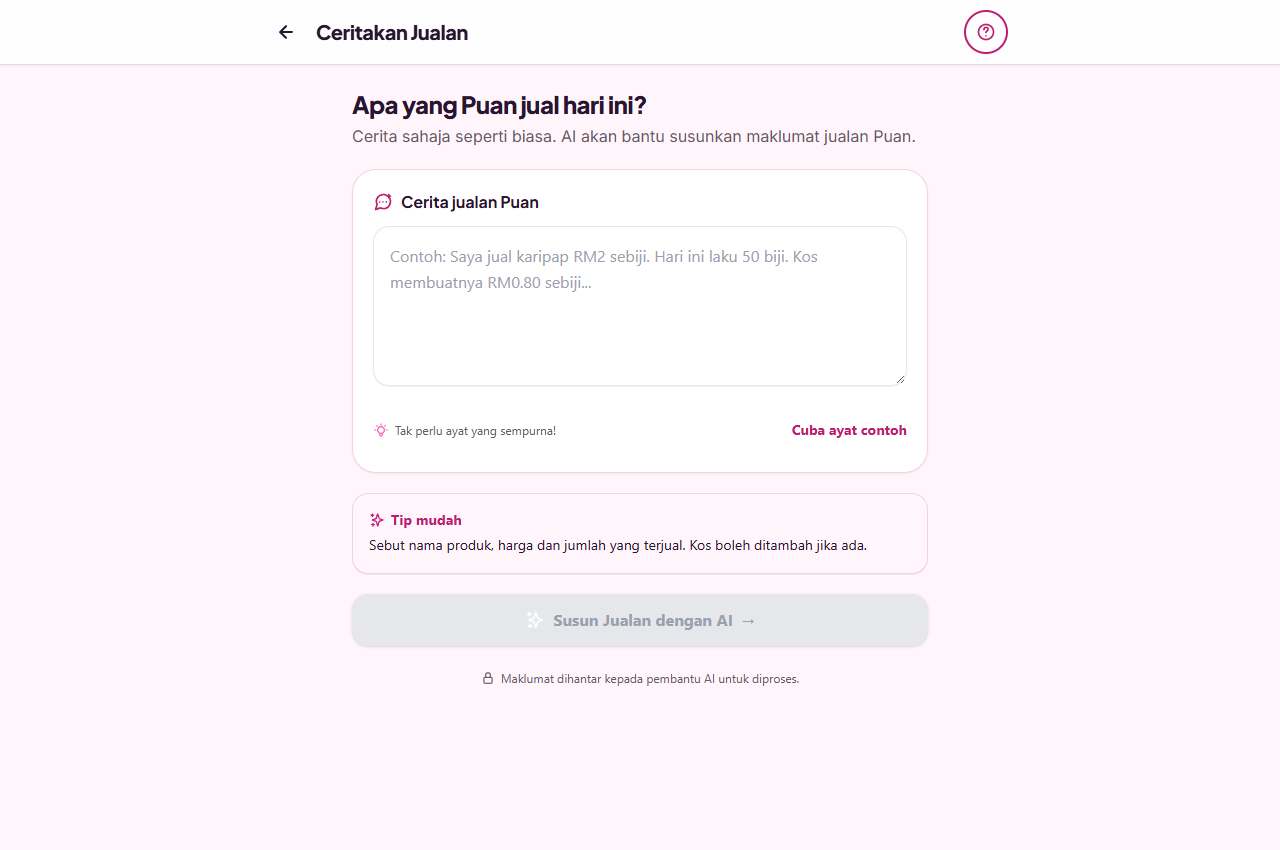 Ceritakan Jualan
Apa yang Puan jual hari ini?
Cerita sahaja seperti biasa. AI akan bantu susunkan maklumat jualan Puan.
Cerita jualan Puan
Contoh: Saya jual karipap RM2 sebiji. Hari ini laku 50 biji. Kos
membuatnya RM0.80 sebiji...
Tak perlu ayat yang sempurna!
Cuba ayat contoh
Tip mudah
Sebut nama produk, harga dan jumlah yang terjual. Kos boleh ditambah jika ada.
Susun Jualan dengan AI →
Maklumat dihantar kepada pembantu AI untuk diproses.